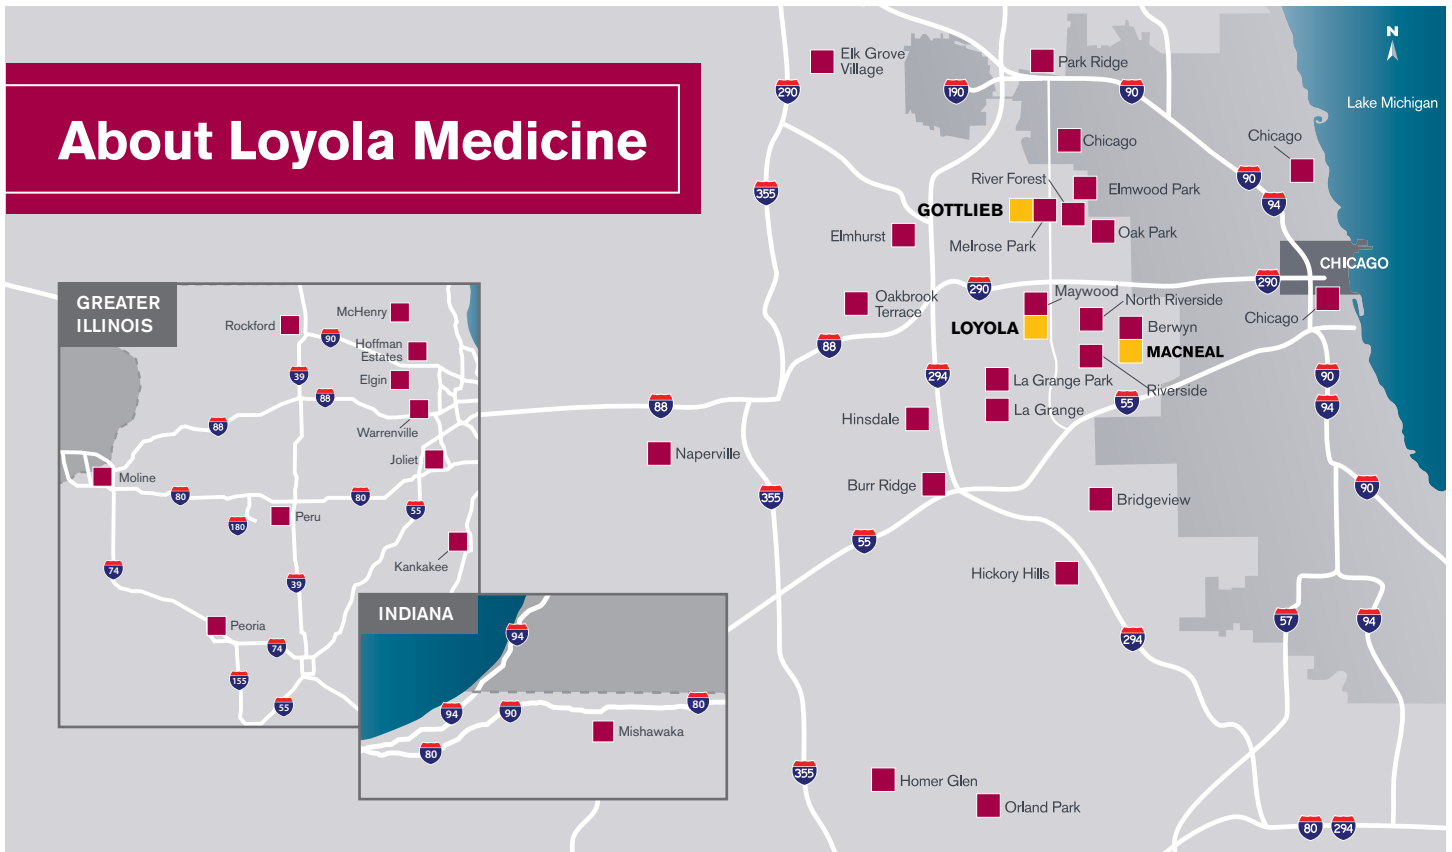 About Loyola Medicine
N
Lake Michigan
Elk Grove
Village
Park Ridge
290
190
90
Chicago
Chicago
River Forest
Elmwood Park
90
355
94
GOTTLIEB
Melrose Park
Oak Park
Elmhurst
CHICAGO
290
290
Maywood
North Riverside
Oakbrook
Terrace
LOYOLA
Berwyn
Chicago
88
MACNEAL
Riverside
294
La Grange Park
90
88
La Grange
55
94
Hinsdale
Naperville
Burr Ridge
355
Bridgeview
90
55
Hickory Hills
57
94
294
355
Homer Glen
Orland Park
80
294
GREATER
ILLINOIS
McHenry
Rockford
90
Hoffman
Estates
39
Elgin
88
88
Warrenville
Joliet
Moline
80
80
55
Peru
180
Kankakee
74
39
Peoria
74
155
55
INDIANA
94
94
90
80
Mishawaka
80